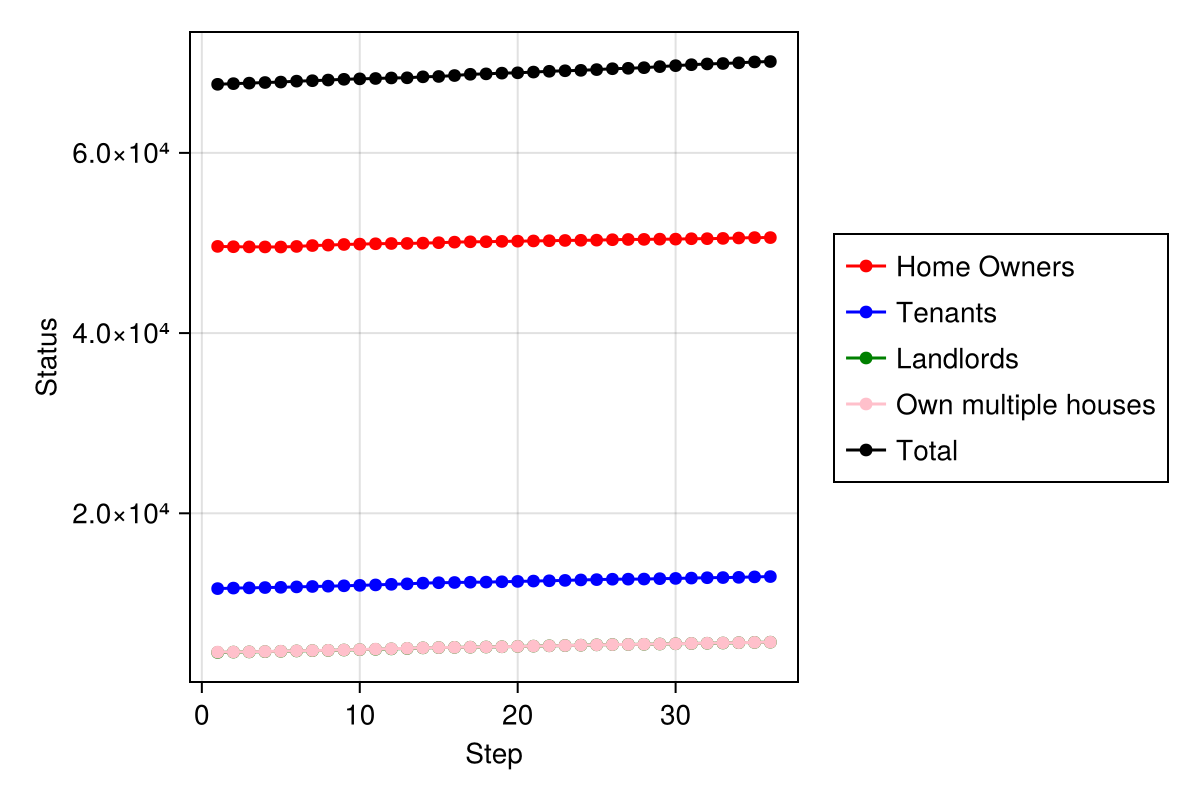 6.0×10⁴
4.0×10⁴
2.0×10⁴
Status
0 10 20 30
Step
Home Owners
Tenants
Landlords
Own multiple houses
Total